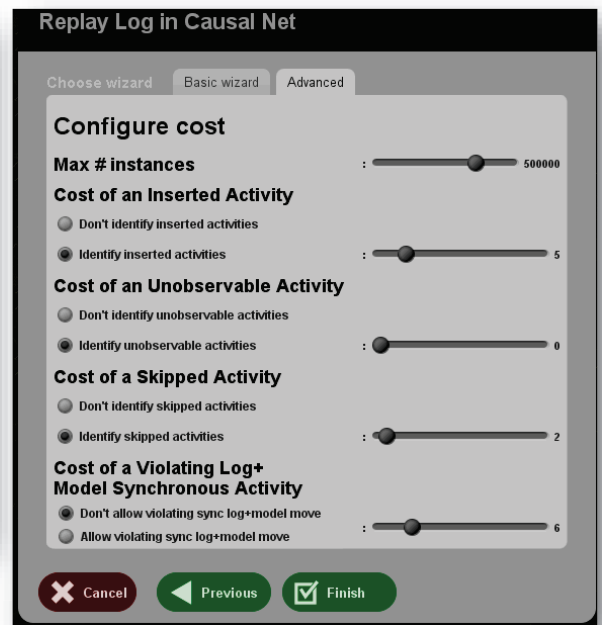 Replay Log in Causal Net
Choose wizard Basic wizard Advanced
Configure cost
Max # instances : 500000
Cost of an Inserted Activity
Don't identify inserted activities
Identify inserted activities : 5
Cost of an Unobservable Activity
Don't identify unobservable activities
Identify unobservable activities : 0
Cost of a Skipped Activity
Don't identify skipped activities
Identify skipped activities : 2
Cost of a Violating Log+
Model Synchronous Activity
Don't allow violating sync log+model move
: 6
Allow violating sync log+model move
Cancel Previous Finish